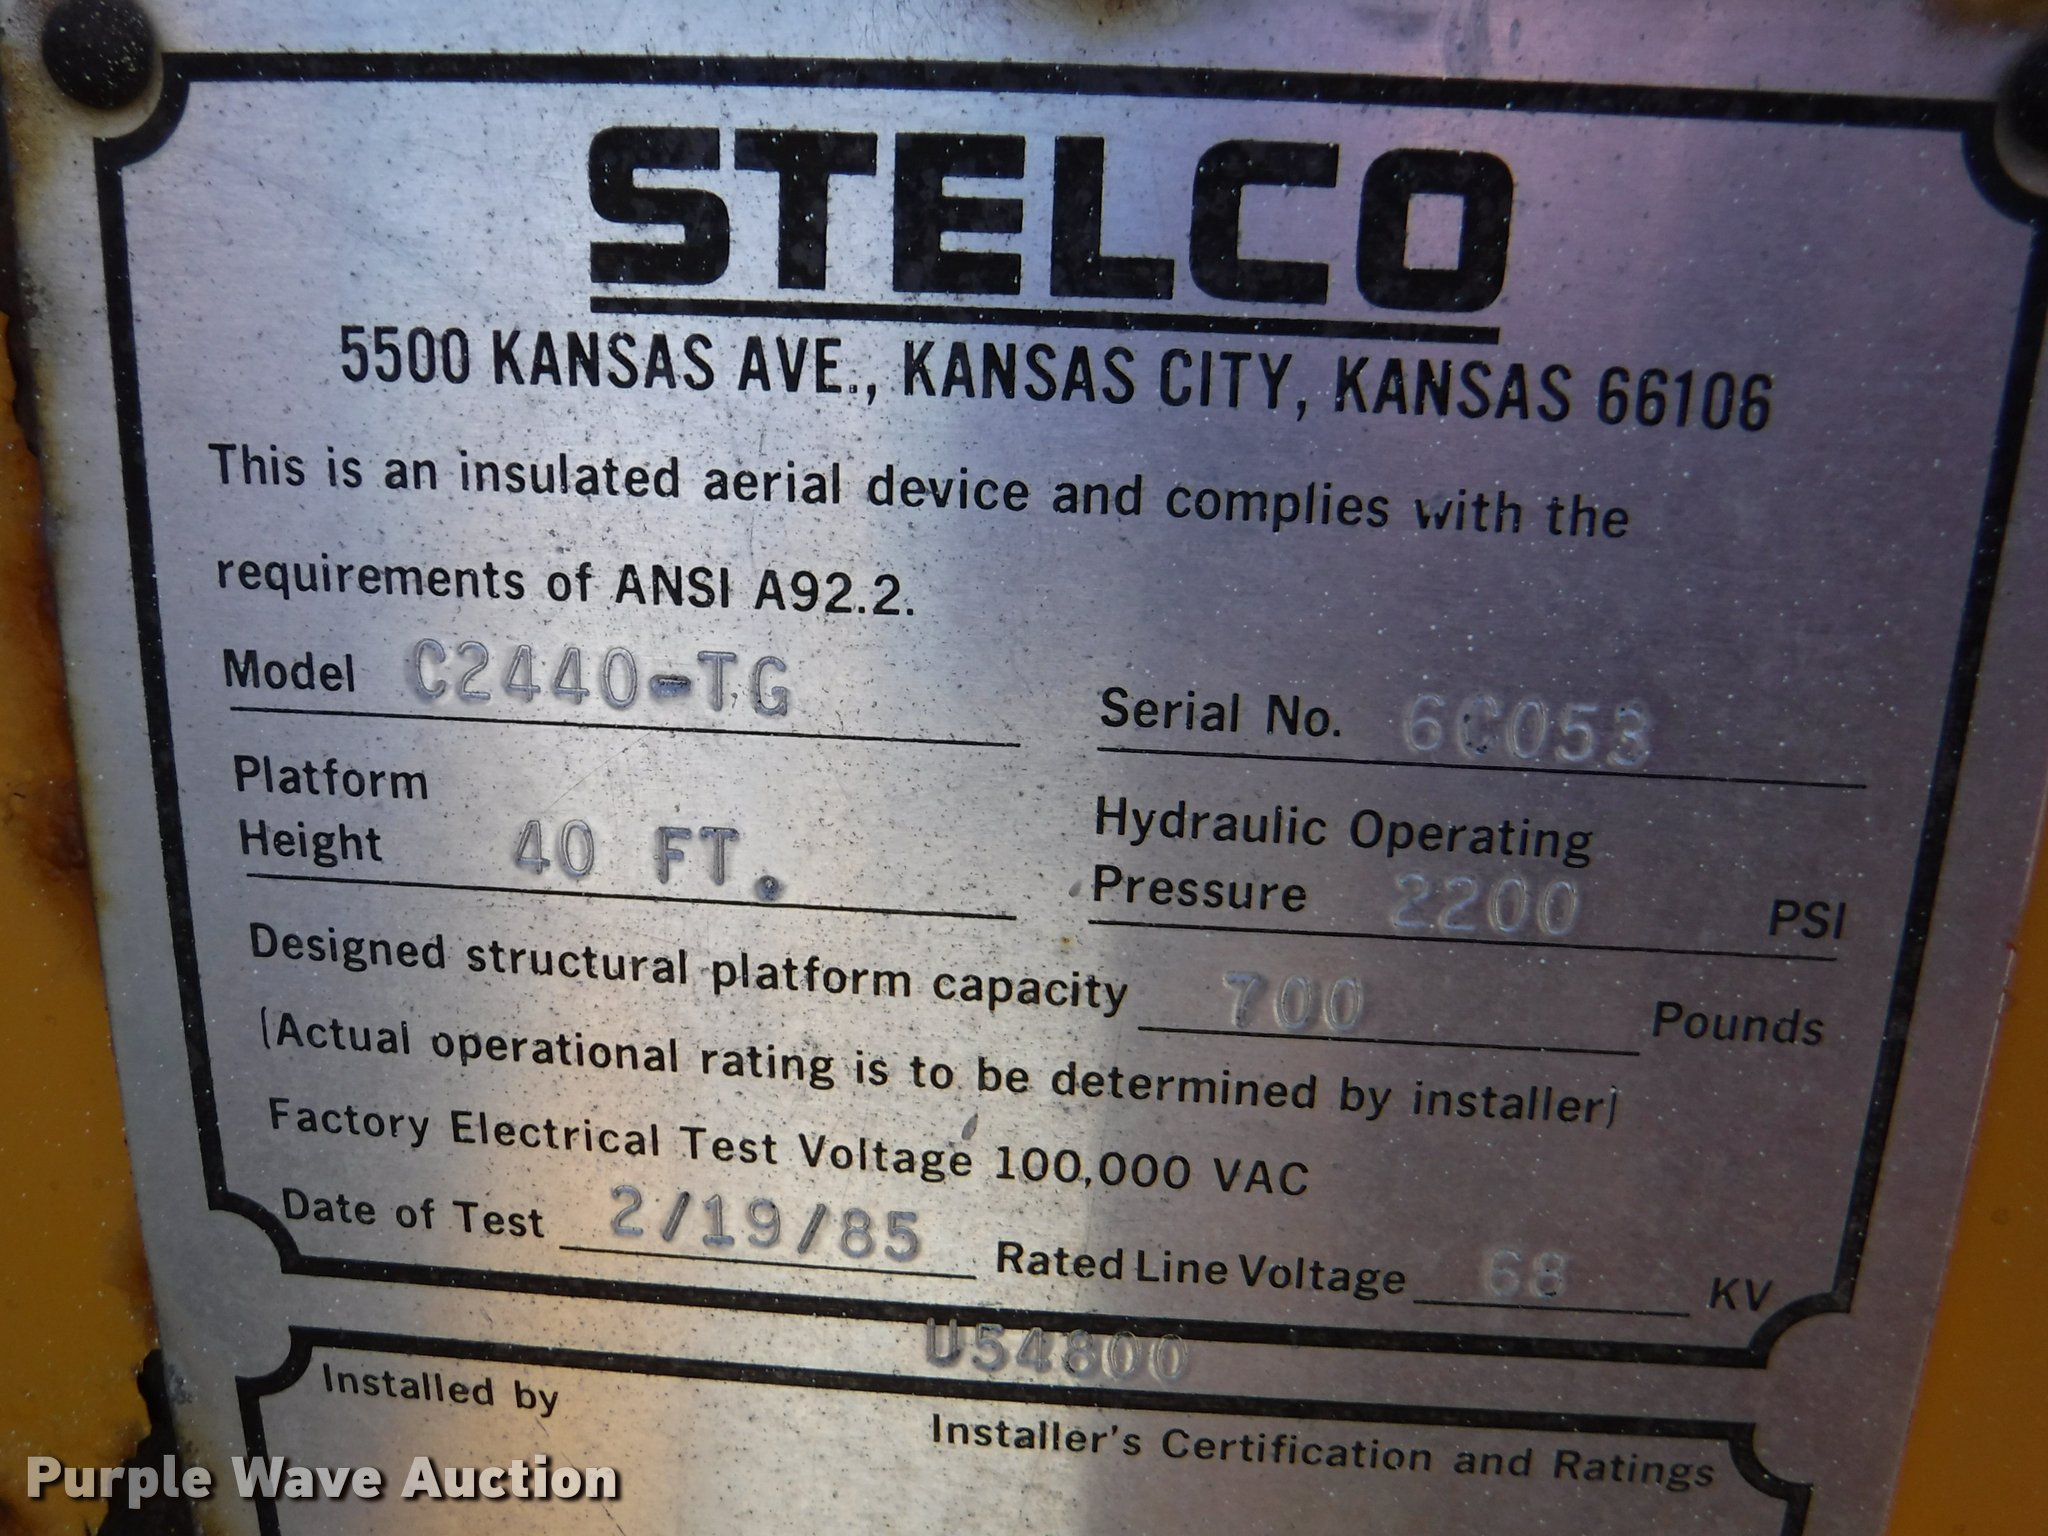 STELCO
5500 KANSAS AVE., KANSAS CITY, KANSAS 66106
This is an insulated aerial device and complies with the
requirements of ANSI A92.2.
Model C2440-TG
Serial No. 6C053
Platform
Height 40 FT.
Hydraulic Operating
Pressure 2200 PSI
Designed structural platform capacity 700 Pounds
(Actual operational rating is to be determined by installer)
Factory Electrical Test Voltage 100,000 VAC
Date of Test 2/19/85 Rated Line Voltage 68 KV
U54800
Installed by
Installer's Certification and Ratings
Purple Wave Auction